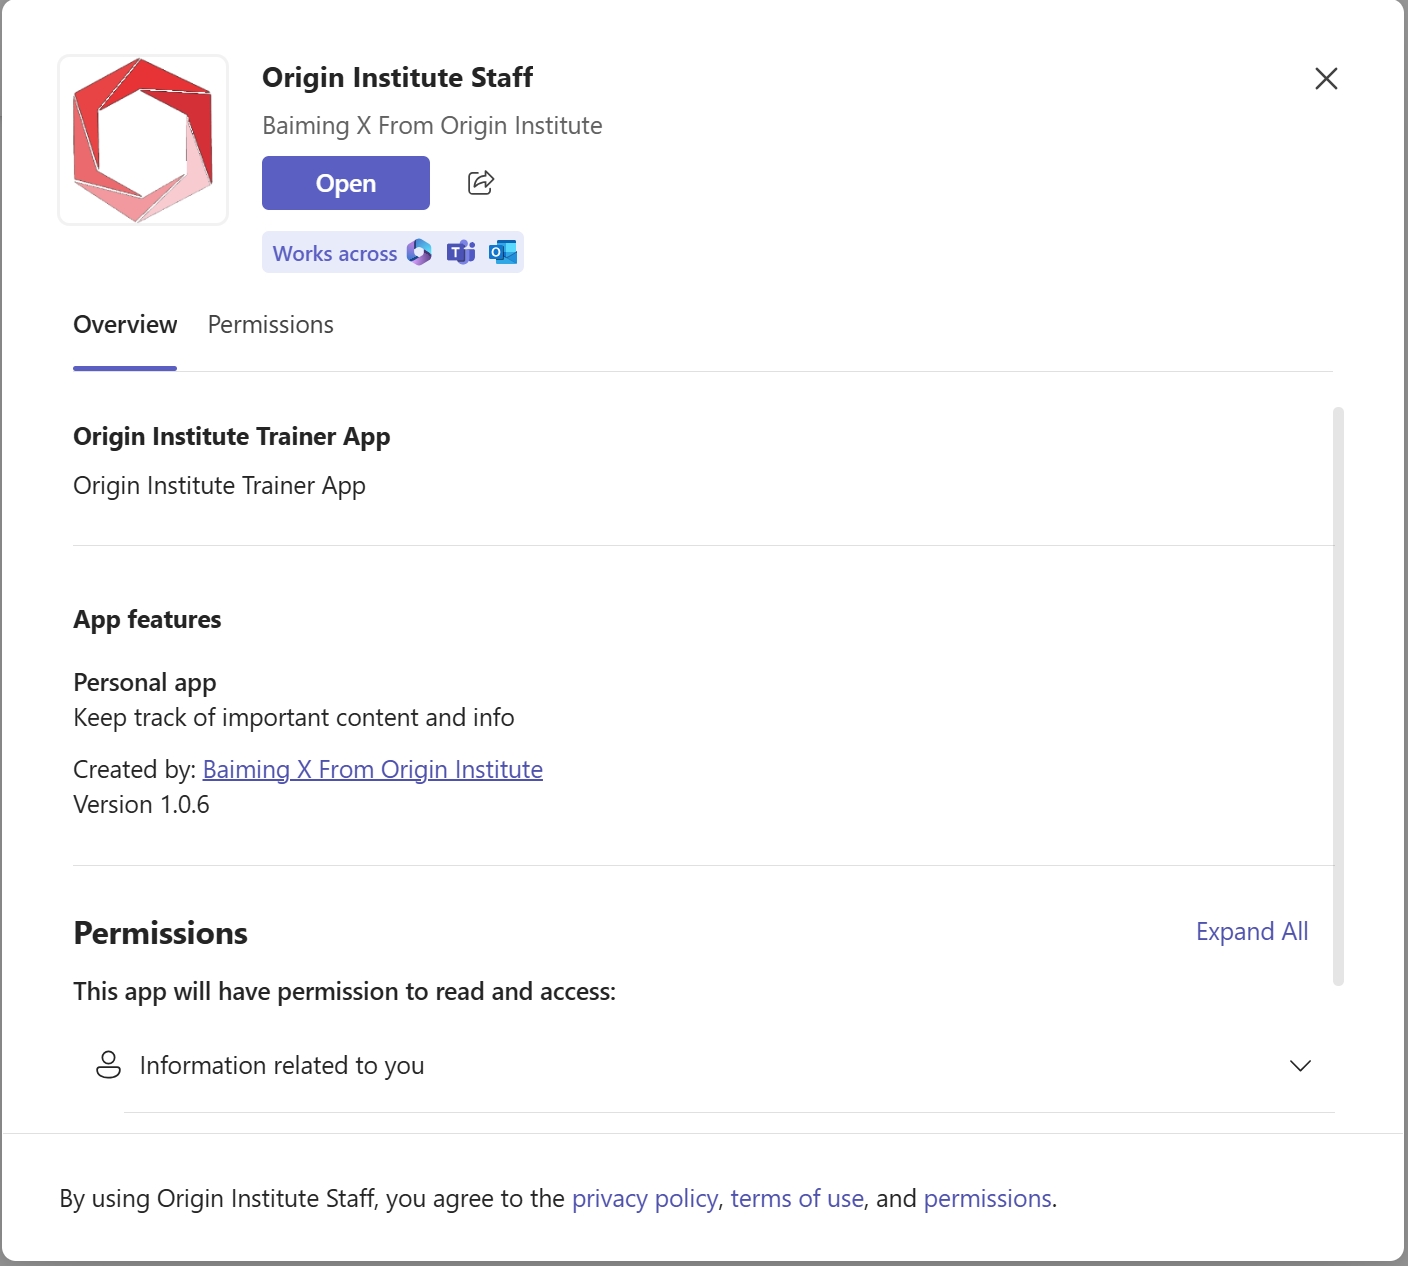 Origin Institute Staff
Baiming X From Origin Institute
Open
Works across
Overview
Permissions
Origin Institute Trainer App
Origin Institute Trainer App
App features
Personal app
Keep track of important content and info
Created by: Baiming X From Origin Institute
Version 1.0.6
Permissions
Expand All
This app will have permission to read and access:
Information related to you
By using Origin Institute Staff, you agree to the privacy policy, terms of use, and permissions.